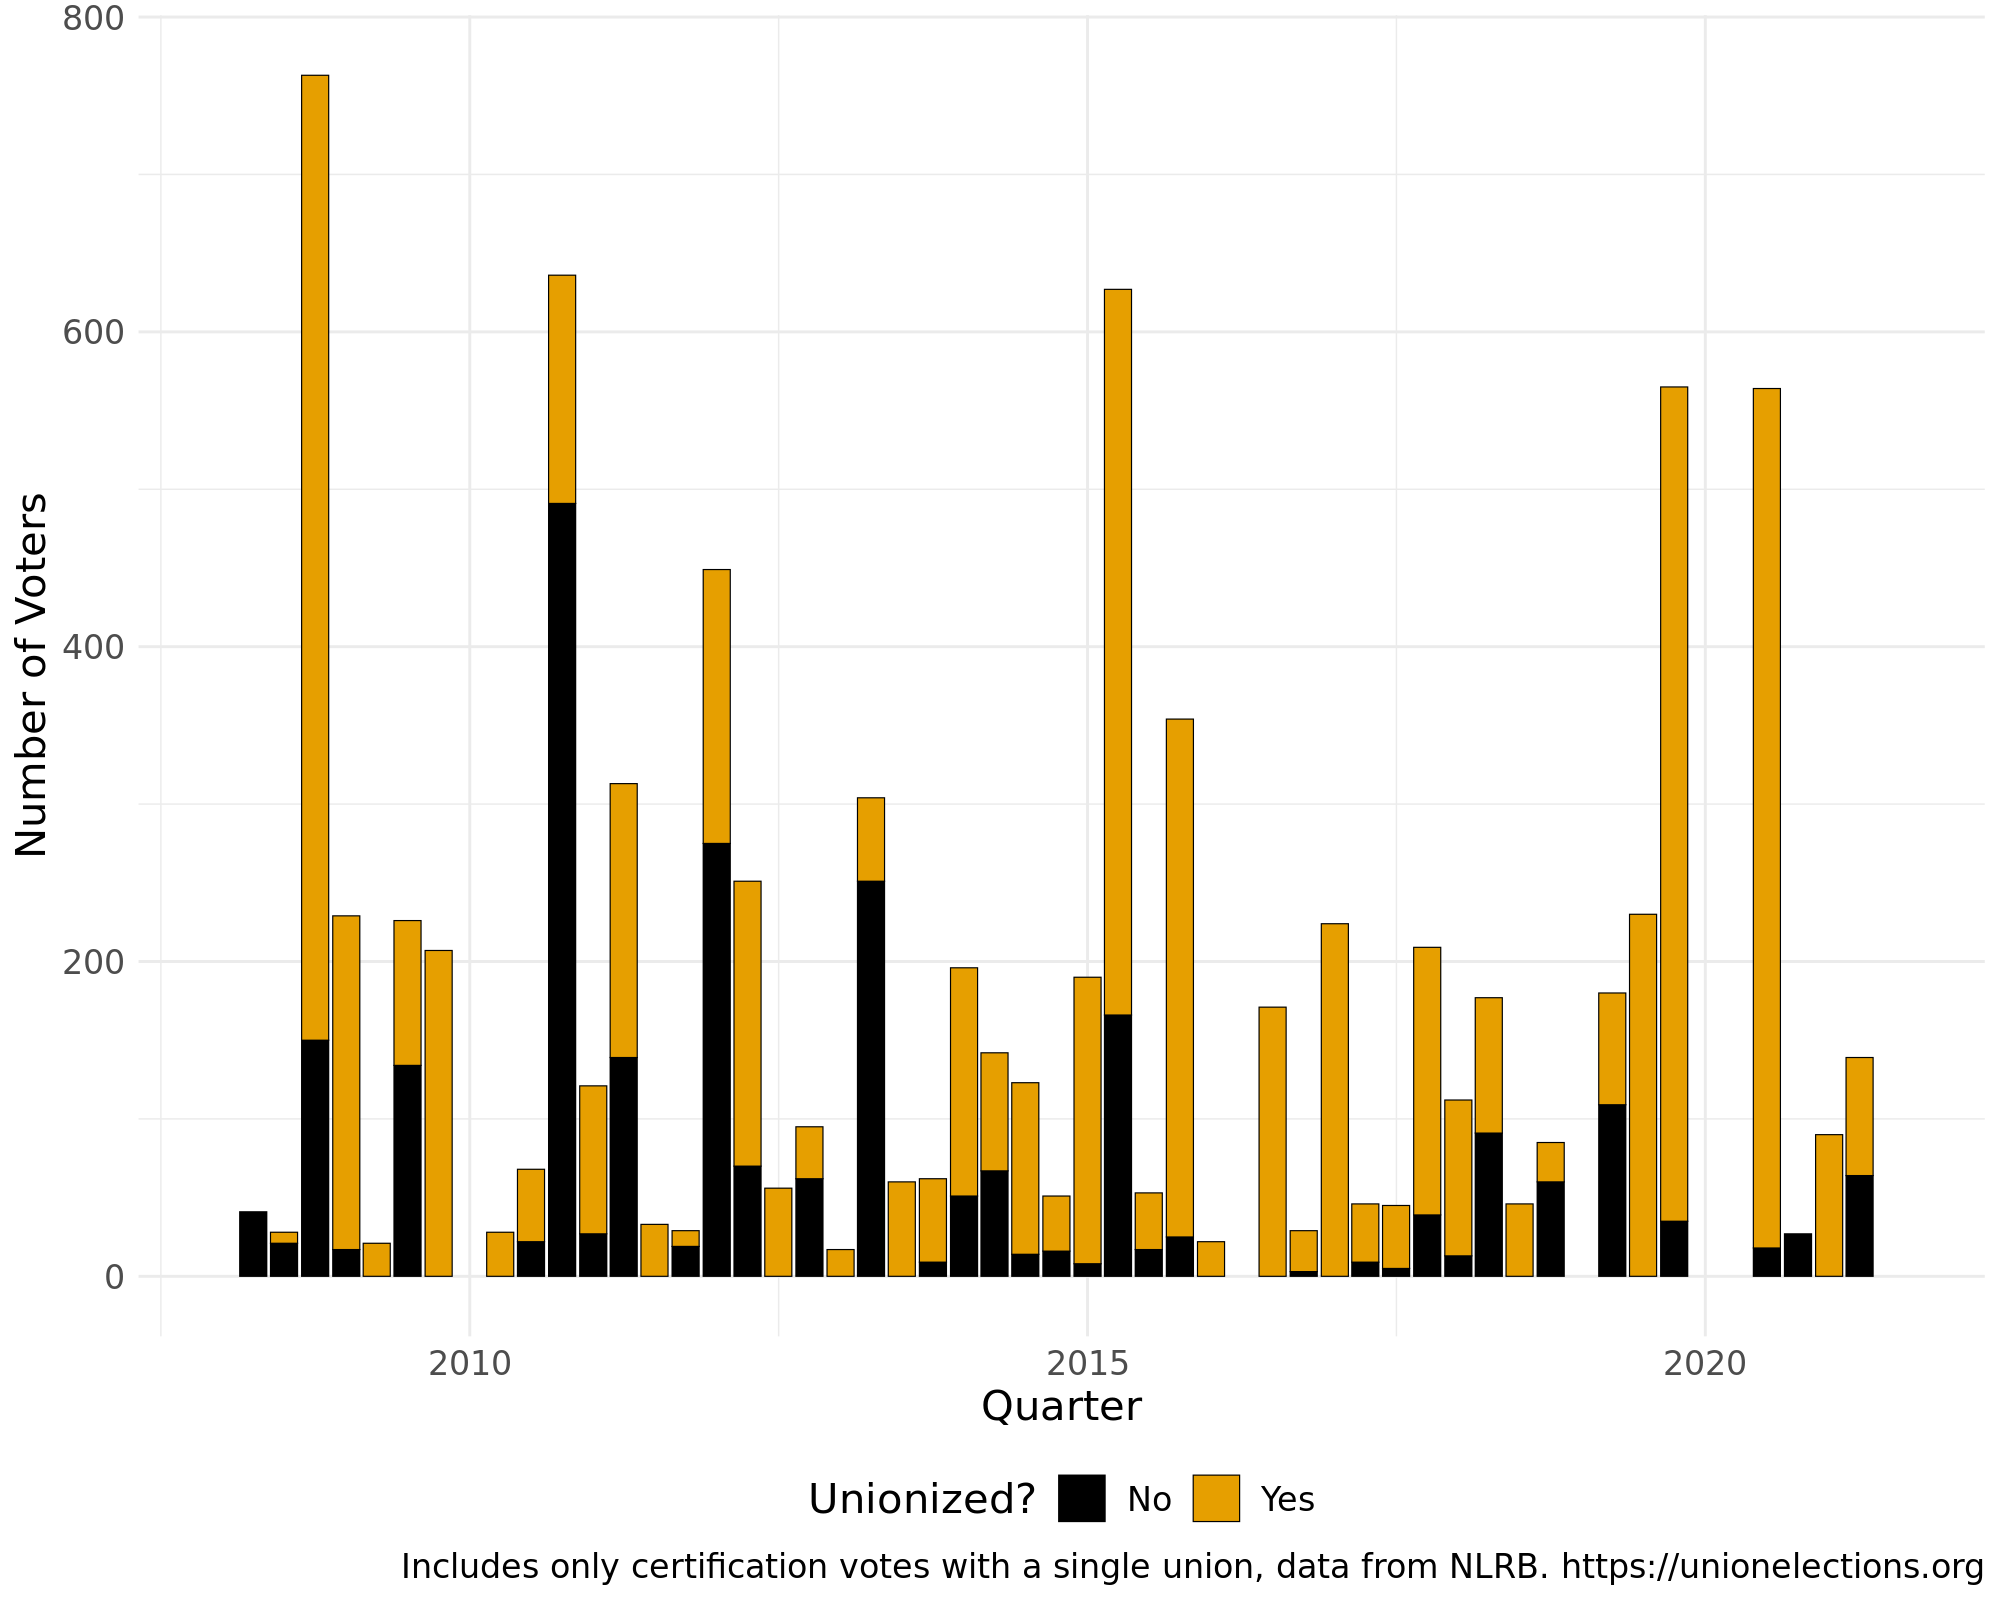 800
600
400
200
0
Number of Voters
2010 2015 2020
Quarter
Unionized? No Yes
Includes only certification votes with a single union, data from NLRB. https://unionelections.org